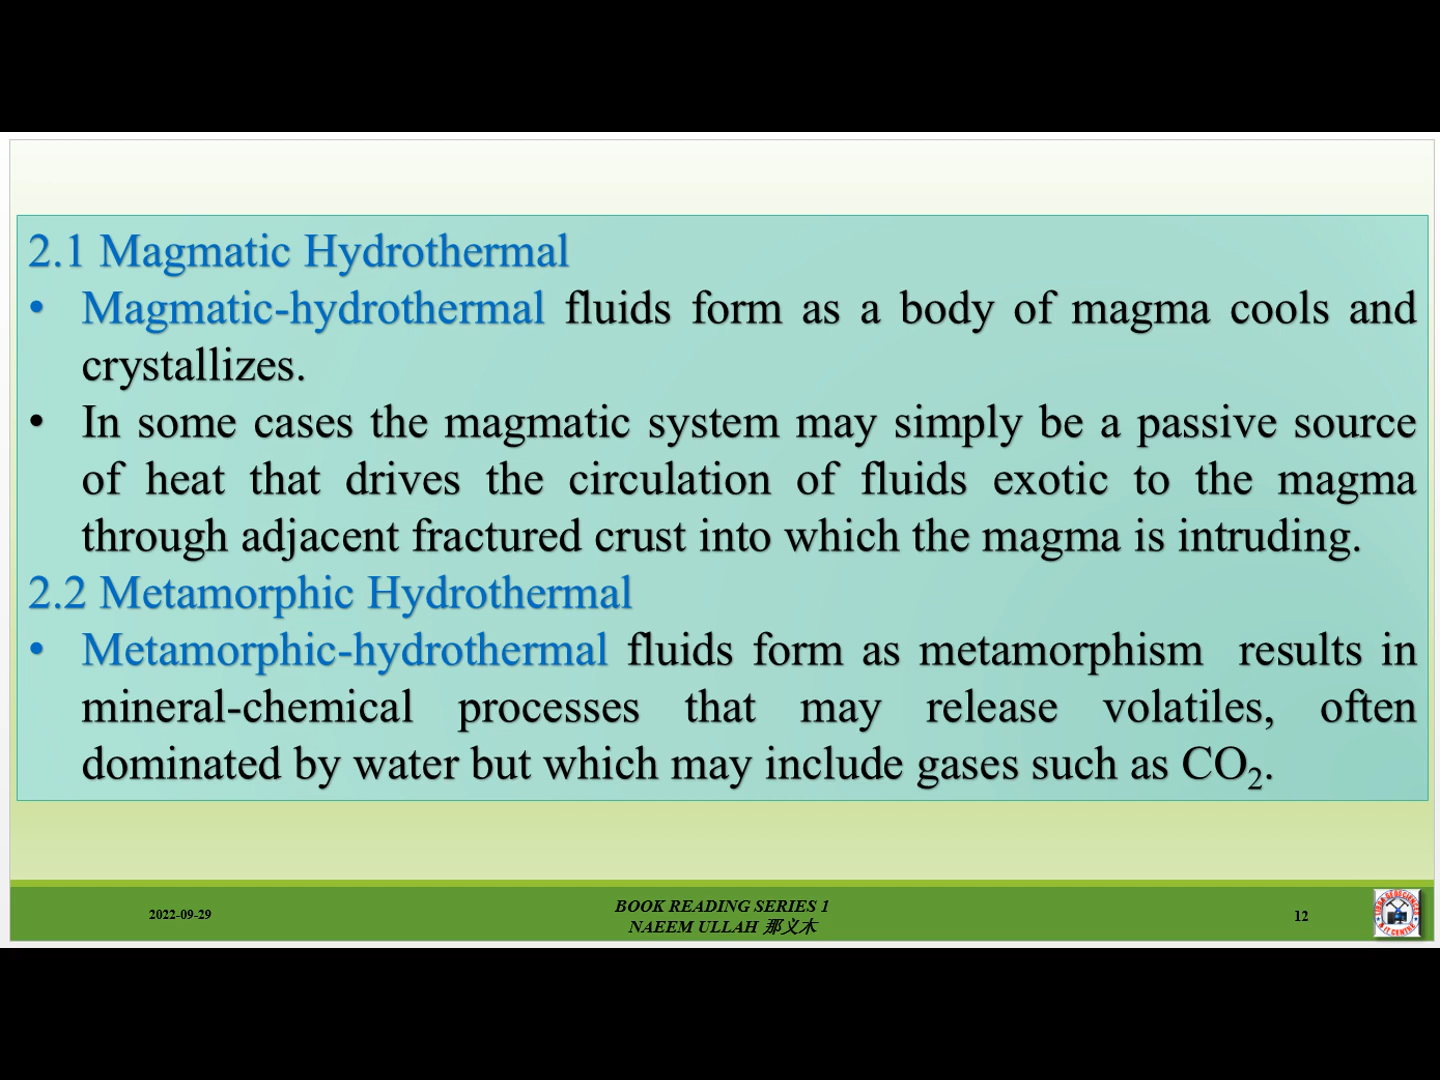 2.1 Magmatic Hydrothermal
• Magmatic-hydrothermal fluids form as a body of magma cools and
crystallizes.
• In some cases the magmatic system may simply be a passive source
of heat that drives the circulation of fluids exotic to the magma
through adjacent fractured crust into which the magma is intruding.
2.2 Metamorphic Hydrothermal
• Metamorphic-hydrothermal fluids form as metamorphism results in
mineral-chemical processes that may release volatiles, often
dominated by water but which may include gases such as CO₂.
2022-09-29
BOOK READING SERIES 1
NAEEM ULLAH 那义木
12